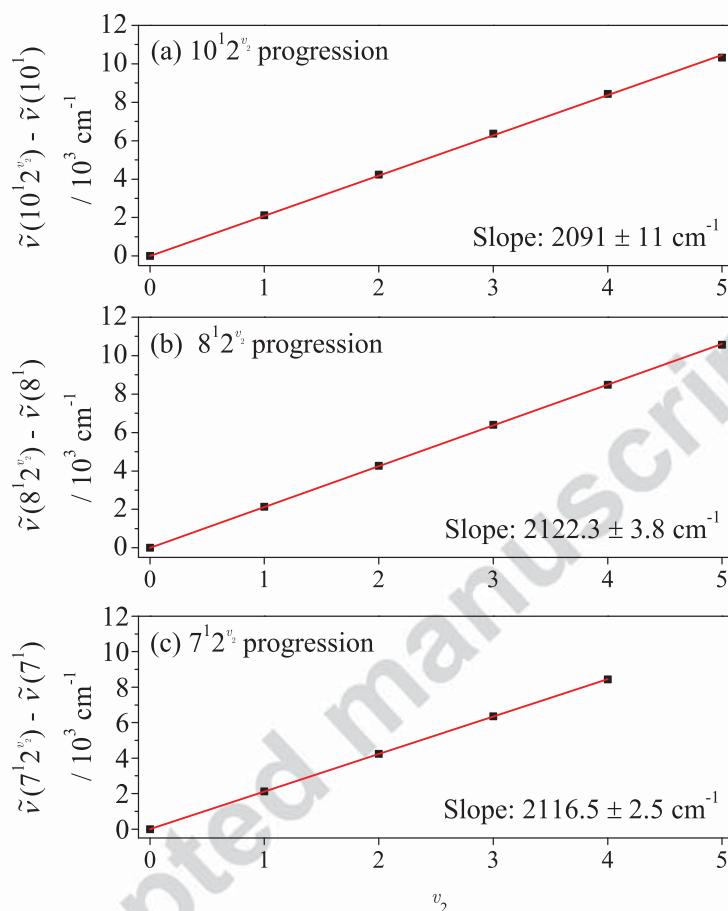 12
10
8
6
4
2
0
ν̃(10¹2^v₂) - ν̃(10¹)
/ 10³ cm⁻¹
(a) 10¹2^v₂ progression
Slope: 2091 ± 11 cm⁻¹
0 1 2 3 4 5
12
10
8
6
4
2
0
ν̃(8¹2^v₂) - ν̃(8¹)
/ 10³ cm⁻¹
(b) 8¹2^v₂ progression
Slope: 2122.3 ± 3.8 cm⁻¹
0 1 2 3 4 5
12
10
8
6
4
2
0
ν̃(7¹2^v₂) - ν̃(7¹)
/ 10³ cm⁻¹
(c) 7¹2^v₂ progression
Slope: 2116.5 ± 2.5 cm⁻¹
0 1 2 3 4 5
v₂
pted manuscrip